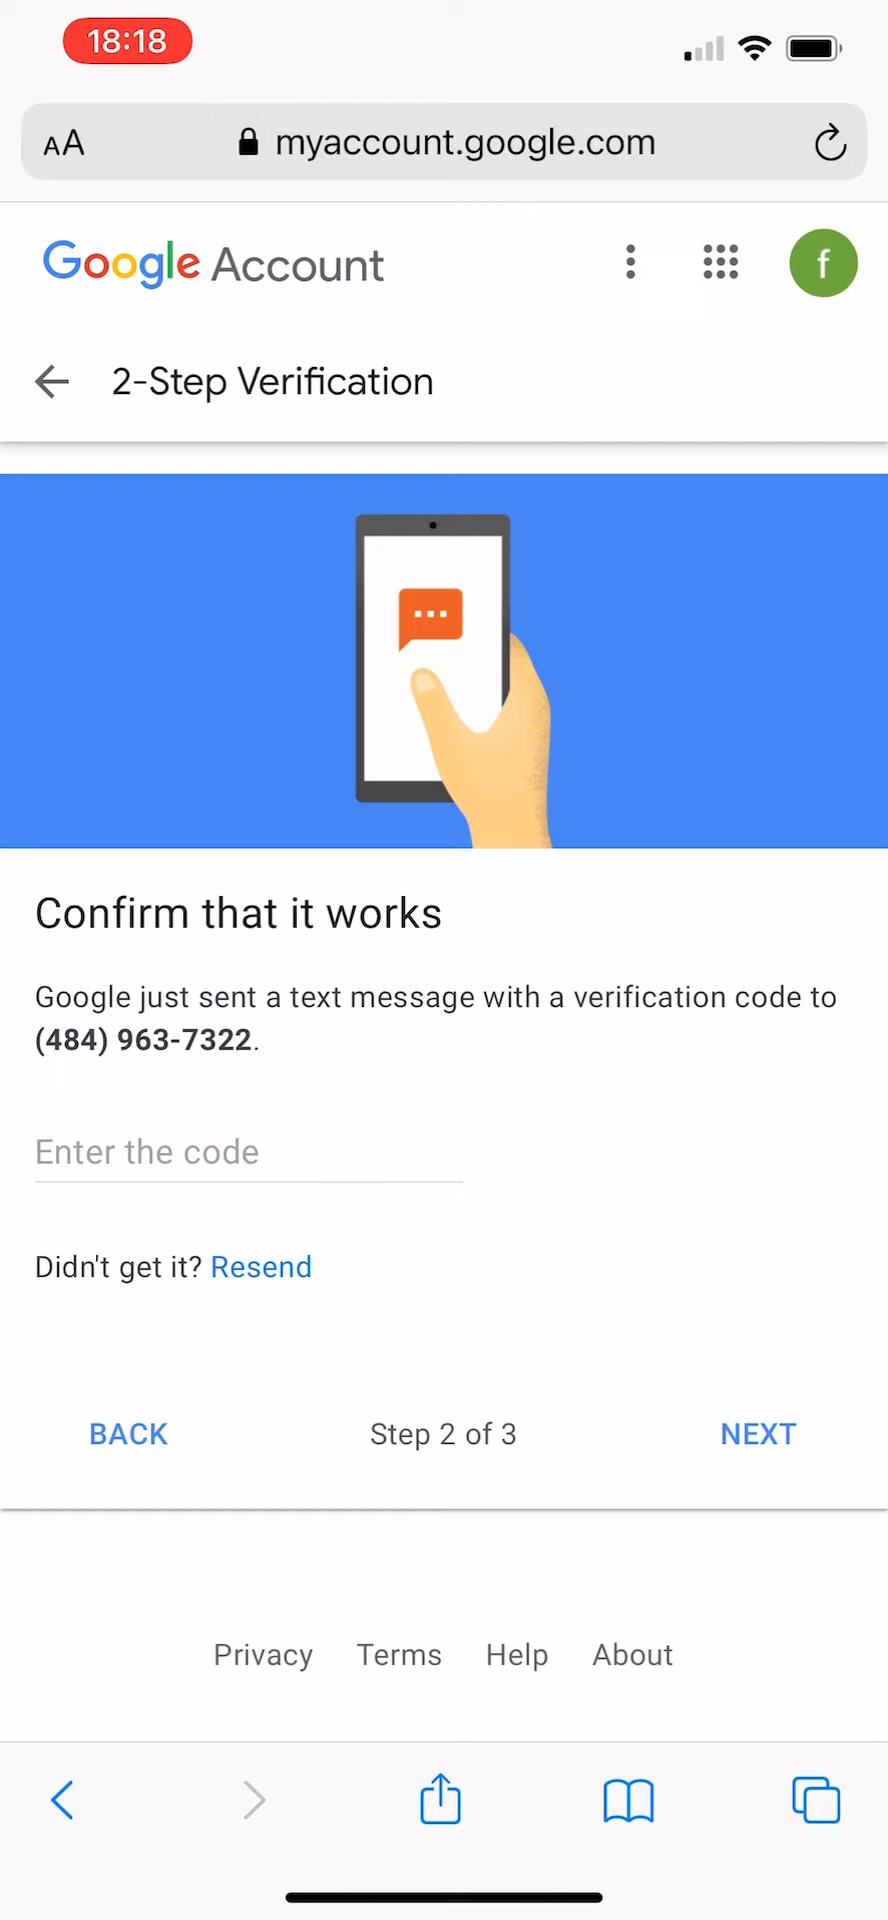 18:18
AA myaccount.google.com
Google Account
f
2-Step Verification
Confirm that it works
Google just sent a text message with a verification code to
(484) 963-7322.
Enter the code
Didn't get it? Resend
BACK Step 2 of 3 NEXT
Privacy Terms Help About